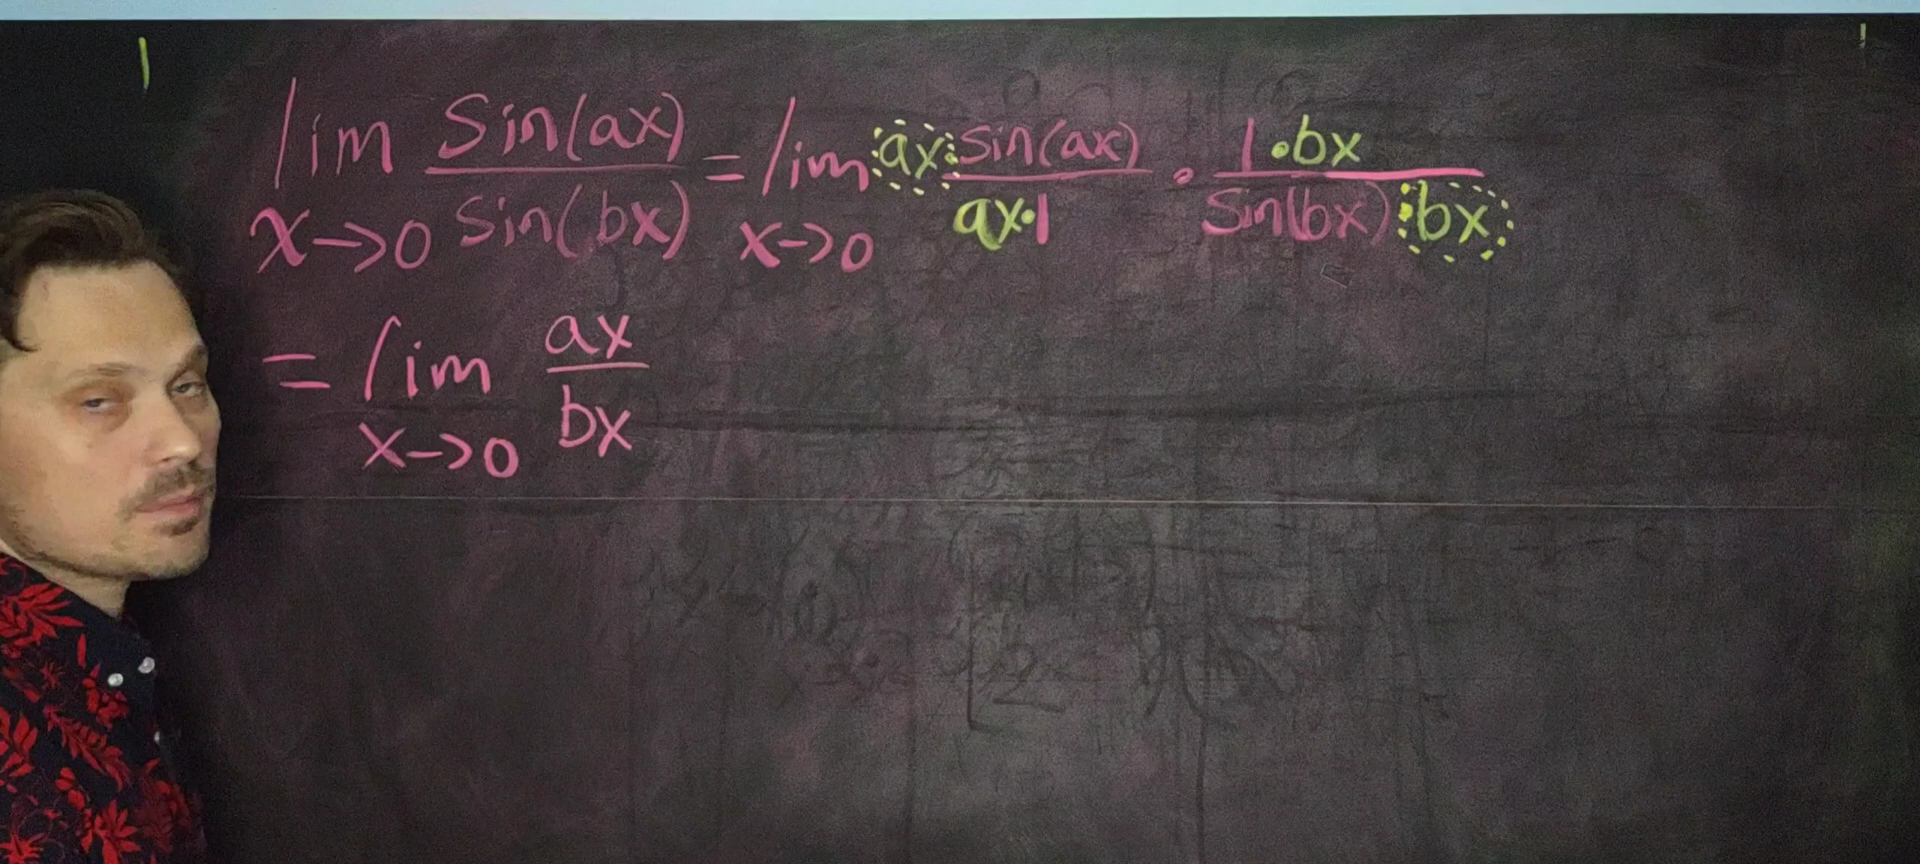 lim sin(ax) / sin(bx) = lim ax · sin(ax) / ax · 1 · 1 · bx / sin(bx) · bx
x→0 x→0
= lim ax / bx
x→0